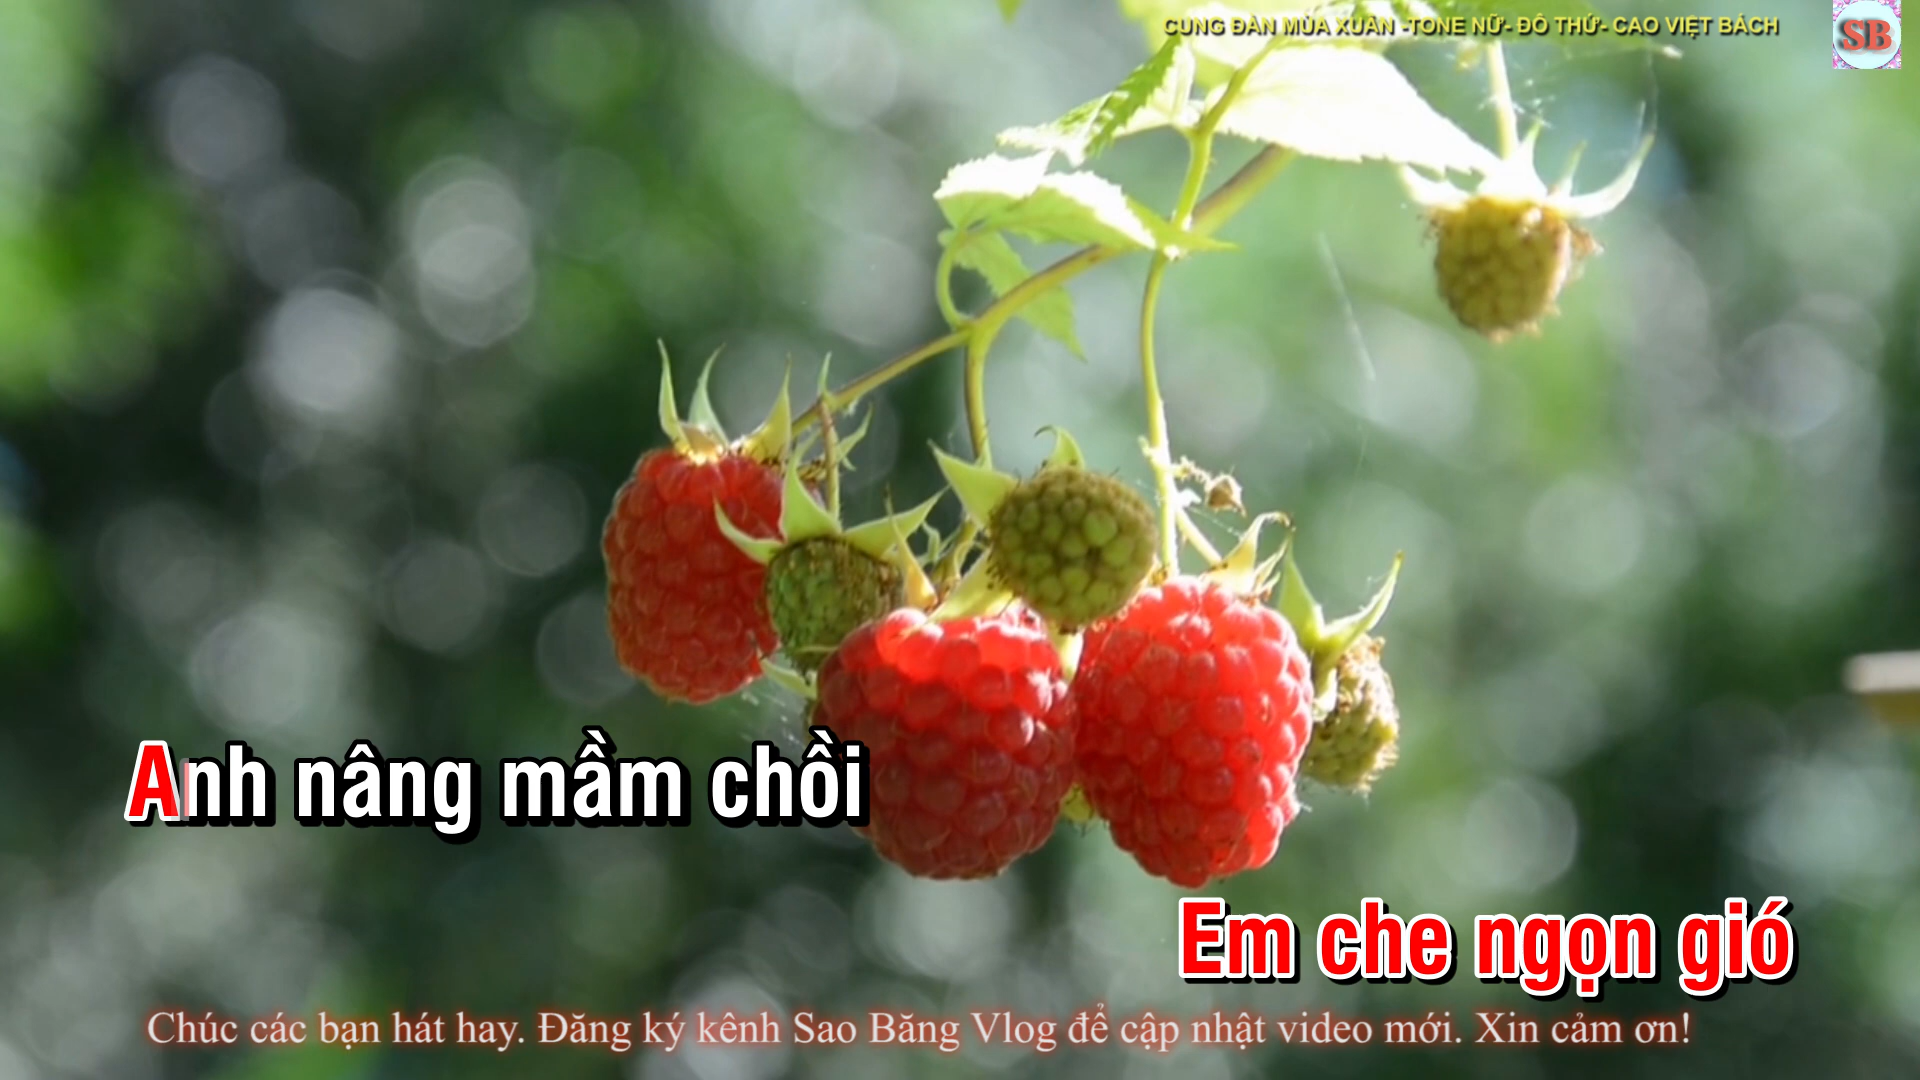 CUNG ĐÀN MÙA XUÂN -TONE NỮ- ĐÔ THỨ- CAO VIỆT BÁCH
SB
Anh nâng mầm chồi
Em che ngọn gió
Chúc các bạn hát hay. Đăng ký kênh Sao Băng Vlog để cập nhật video mới. Xin cảm ơn!